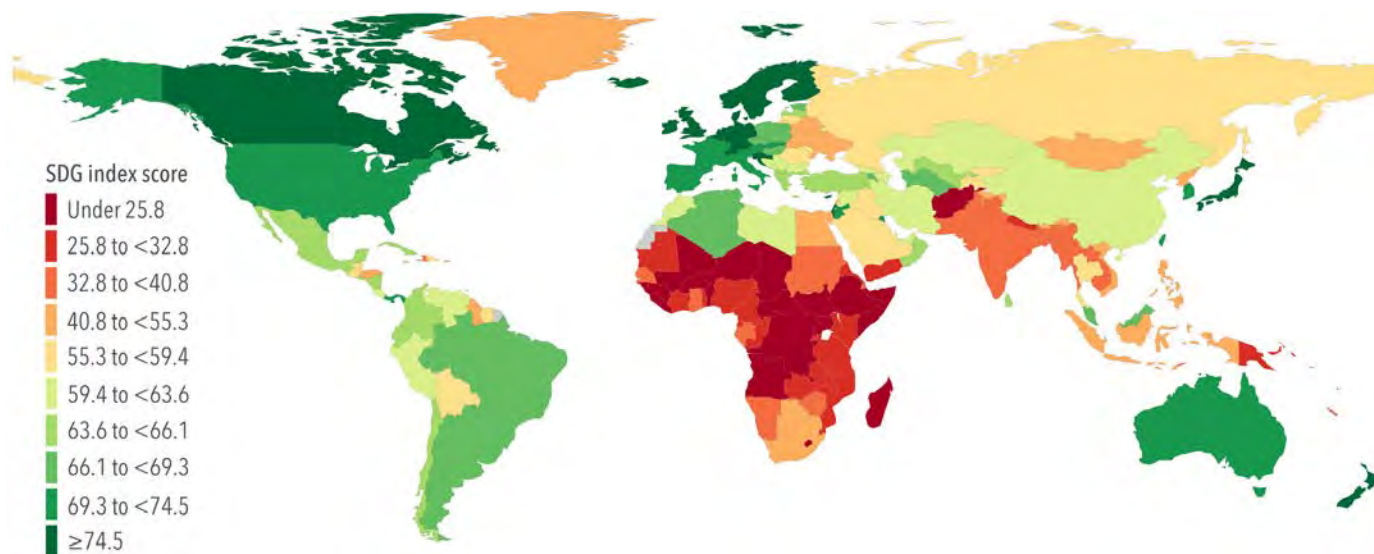 SDG index score
Under 25.8
25.8 to <32.8
32.8 to <40.8
40.8 to <55.3
55.3 to <59.4
59.4 to <63.6
63.6 to <66.1
66.1 to <69.3
69.3 to <74.5
≥74.5